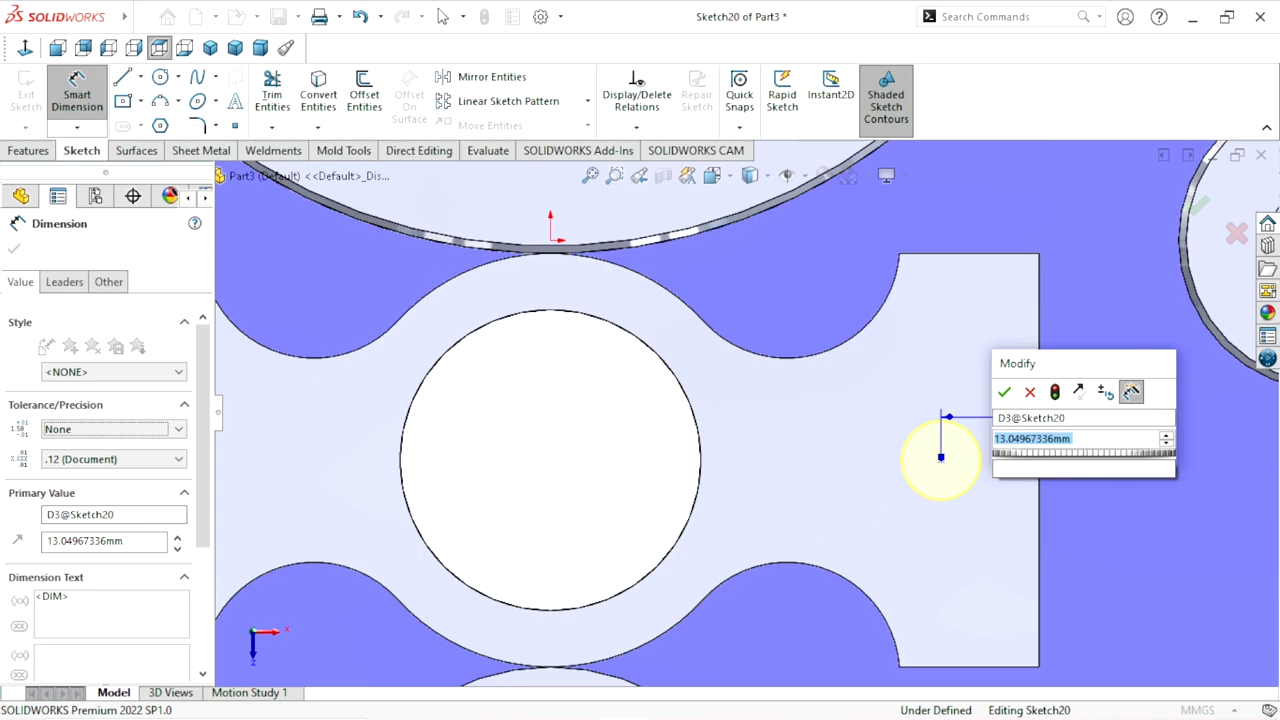 SOLIDWORKS
Sketch20 of Part3 *
Search Commands
Exit Sketch
Smart Dimension
Trim Entities
Convert Entities
Offset Entities
Offset On Surface
Mirror Entities
Linear Sketch Pattern
Move Entities
Display/Delete Relations
Repair Sketch
Quick Snaps
Rapid Sketch
Instant2D
Shaded Sketch Contours
Features
Sketch
Surfaces
Sheet Metal
Weldments
Mold Tools
Direct Editing
Evaluate
SOLIDWORKS Add-Ins
SOLIDWORKS CAM
Part3 (Default) <<Default>_Dis...
Dimension
Value
Leaders
Other
Style
<NONE>
Tolerance/Precision
None
.12 (Document)
Primary Value
D3@Sketch20
13.04967336mm
Dimension Text
<DIM>
Modify
D3@Sketch20
13.04967336mm
x
z
Model
3D Views
Motion Study 1
SOLIDWORKS Premium 2022 SP1.0
Under Defined
Editing Sketch20
MMGS